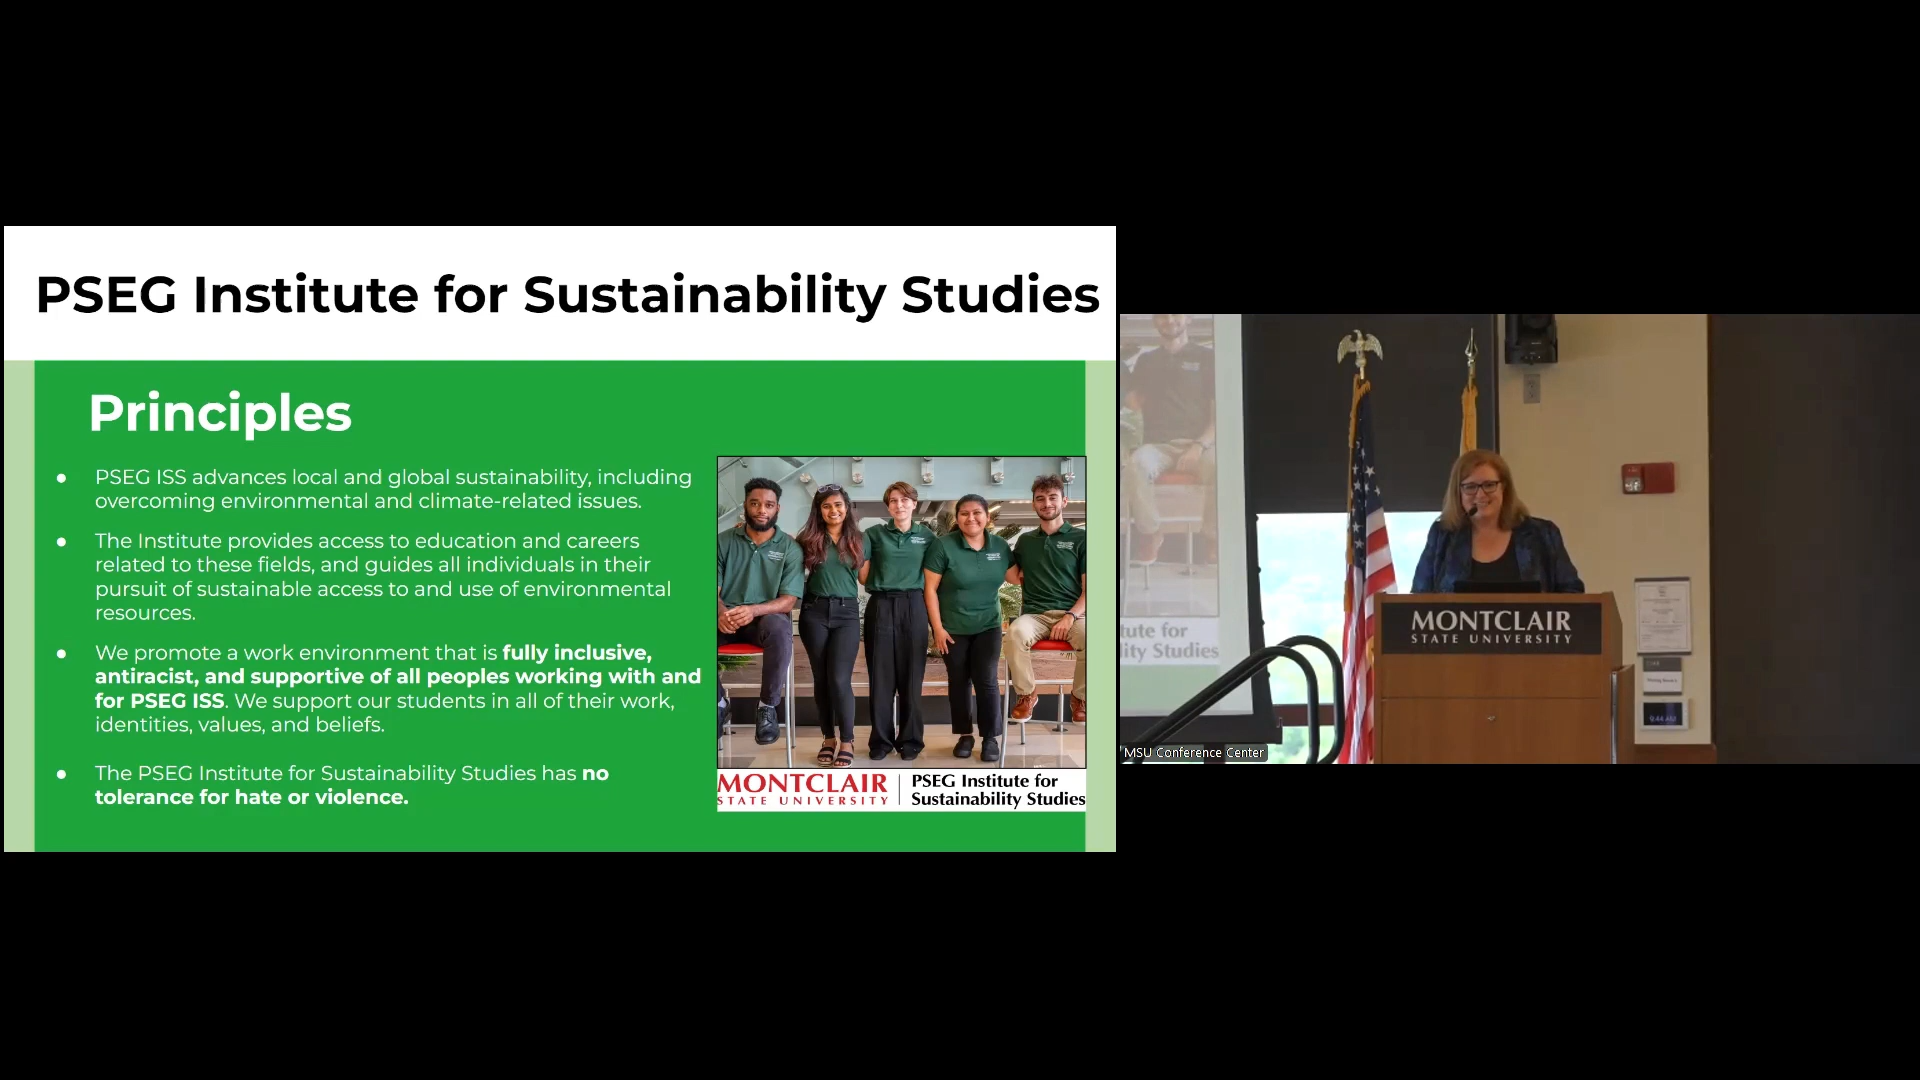 PSEG Institute for Sustainability Studies
Principles
● PSEG ISS advances local and global sustainability, including
overcoming environmental and climate-related issues.
● The Institute provides access to education and careers
related to these fields, and guides all individuals in their
pursuit of sustainable access to and use of environmental
resources.
● We promote a work environment that is fully inclusive,
antiracist, and supportive of all peoples working with and
for PSEG ISS. We support our students in all of their work,
identities, values, and beliefs.
● The PSEG Institute for Sustainability Studies has no
tolerance for hate or violence.
MONTCLAIR
STATE UNIVERSITY
PSEG Institute for
Sustainability Studies
tute for
lity Studies
MONTCLAIR
STATE UNIVERSITY
9:44 AM
MSU Conference Center